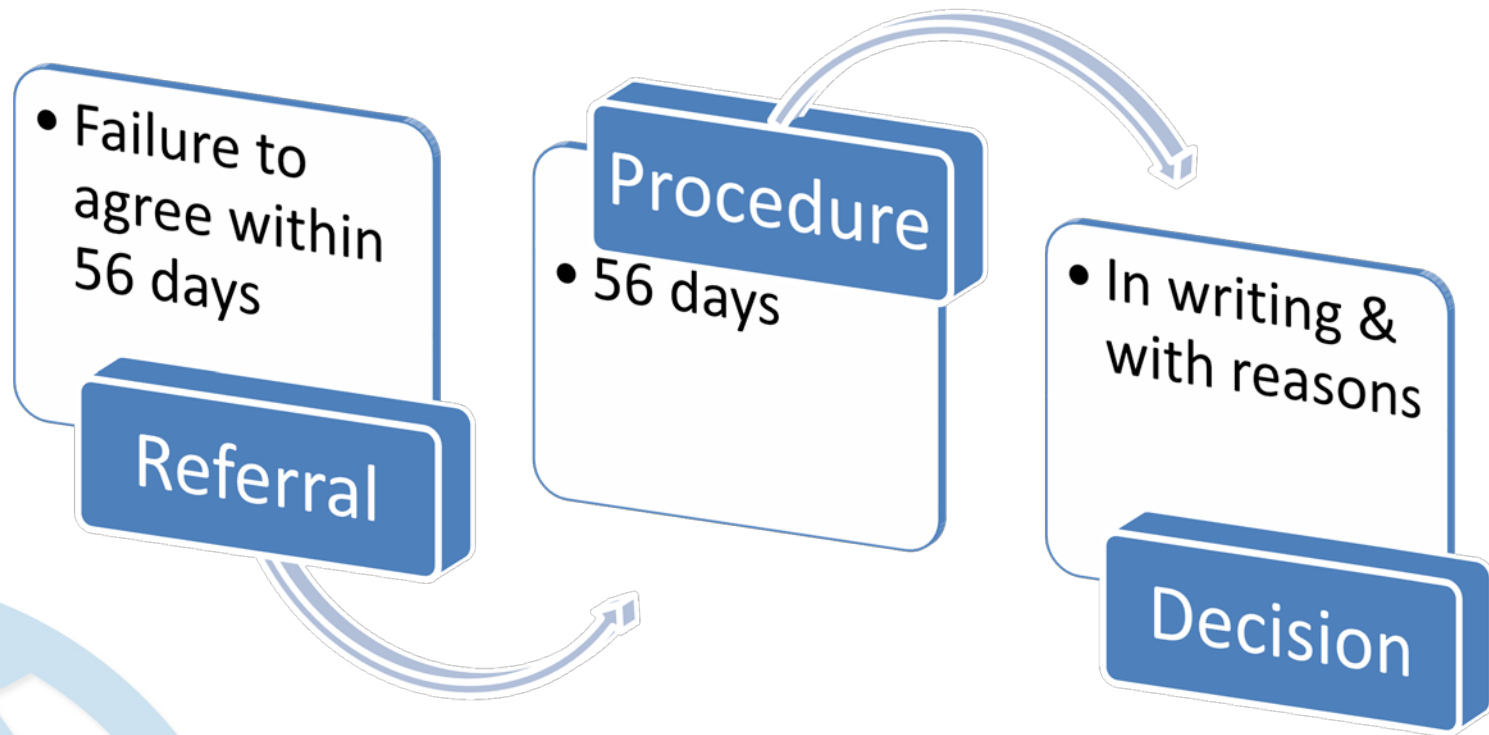 • Failure to
agree within
56 days
Referral
Procedure
• 56 days
• In writing &
with reasons
Decision